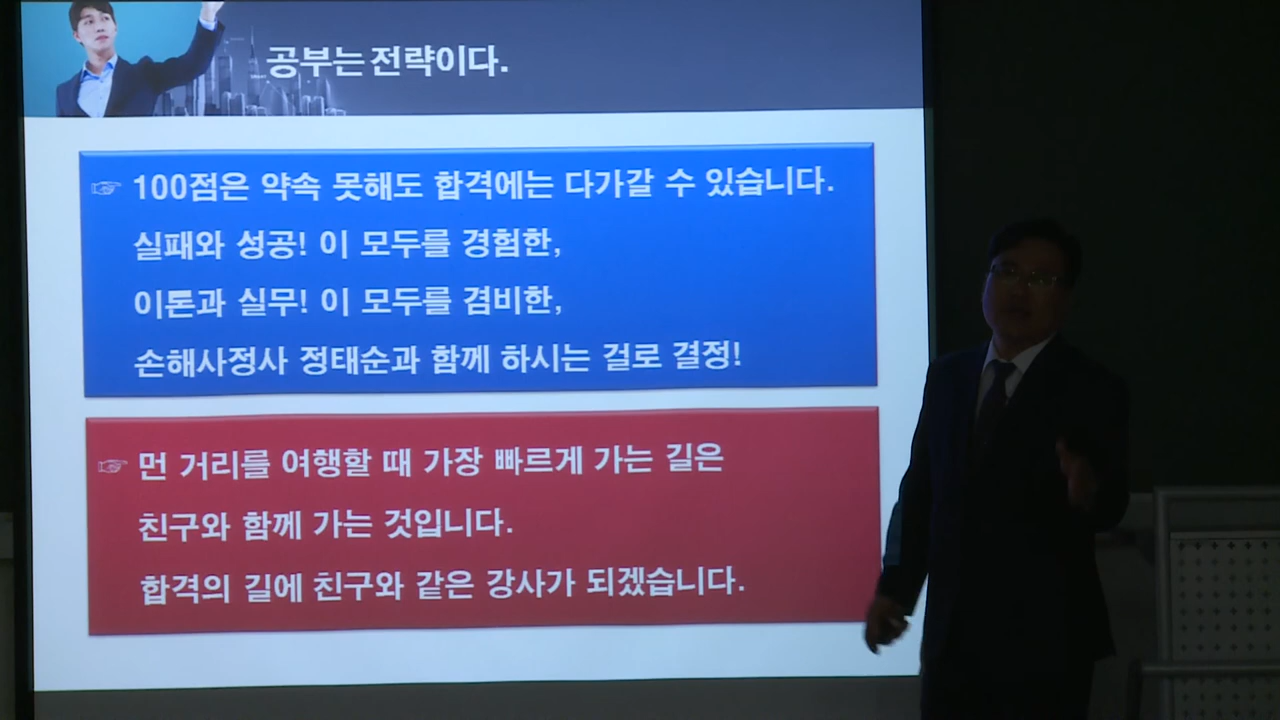 공부는 전략이다.
☞ 100점은 약속 못해도 합격에는 다가갈 수 있습니다.
실패와 성공! 이 모두를 경험한,
이톤과 실무! 이 모두를 겸비한,
손해사정사 정태순과 함께 하시는 걸로 결정!
☞ 먼 거리를 여행할 때 가장 빠르게 가는 길은
친구와 함께 가는 것입니다.
합격의 길에 친구와 같은 강사가 되겠습니다.